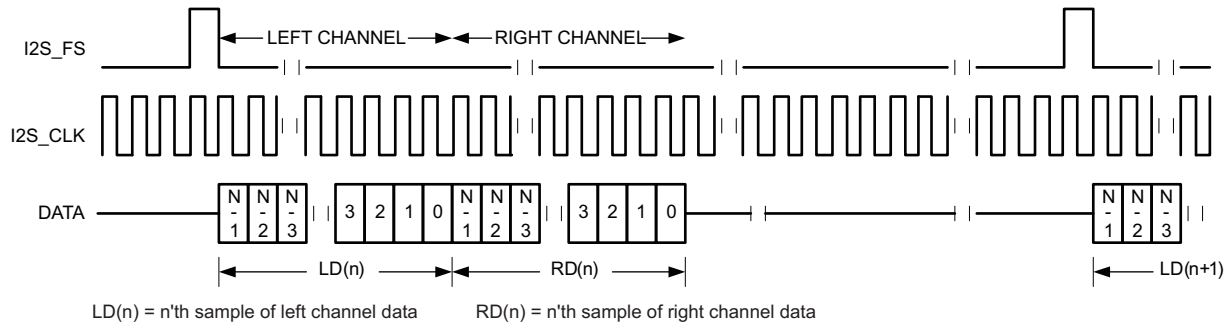 I2S_FS
LEFT CHANNEL
RIGHT CHANNEL
I2S_CLK
DATA
N-1 N-2 N-3 3 2 1 0 N-1 N-2 N-3 3 2 1 0 N-1 N-2 N-3
LD(n)
RD(n)
LD(n+1)
LD(n) = n'th sample of left channel data
RD(n) = n'th sample of right channel data